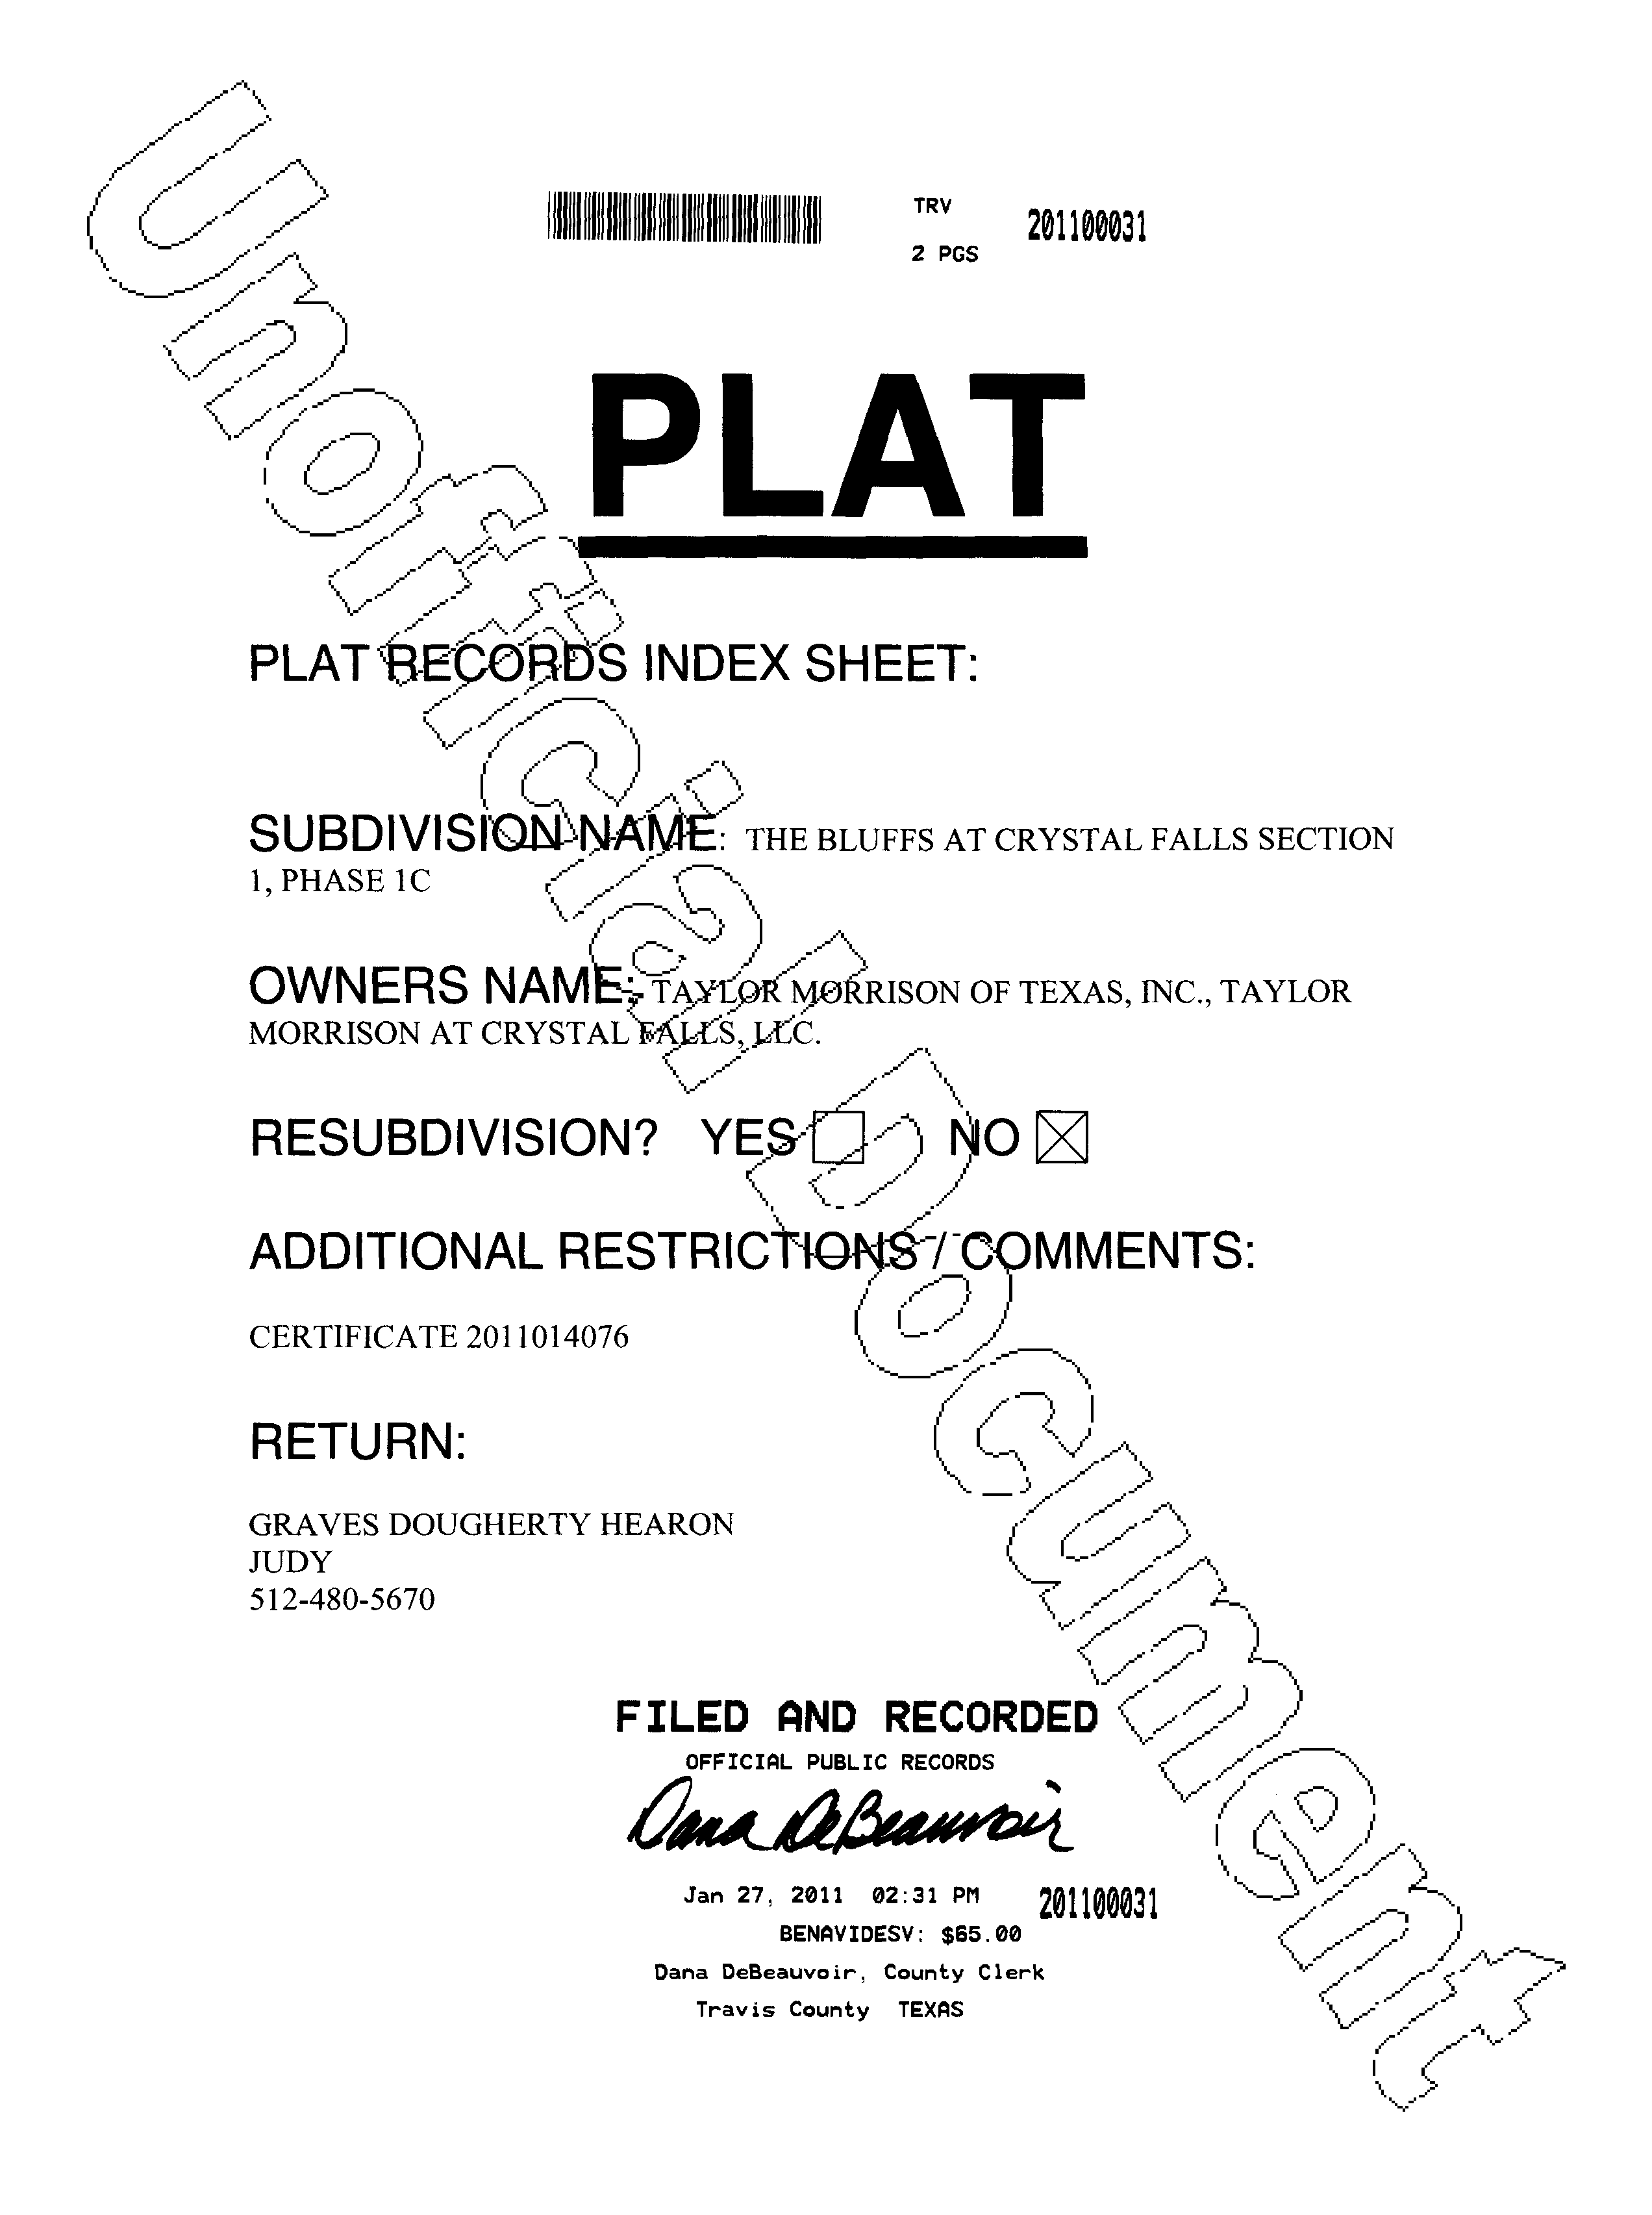 TRV 201100031
2 PGS
PLAT
PLAT RECORDS INDEX SHEET:
SUBDIVISION NAME: THE BLUFFS AT CRYSTAL FALLS SECTION
1, PHASE 1C
OWNERS NAME: TAYLOR MORRISON OF TEXAS, INC., TAYLOR
MORRISON AT CRYSTAL FALLS, LLC.
RESUBDIVISION? YES NO
ADDITIONAL RESTRICTIONS / COMMENTS:
CERTIFICATE 2011014076
RETURN:
GRAVES DOUGHERTY HEARON
JUDY
512-480-5670
FILED AND RECORDED
OFFICIAL PUBLIC RECORDS
Dana DeBeauvoir
Jan 27, 2011 02:31 PM 201100031
BENAVIDESV: $65.00
Dana DeBeauvoir, County Clerk
Travis County TEXAS
Unofficial Document